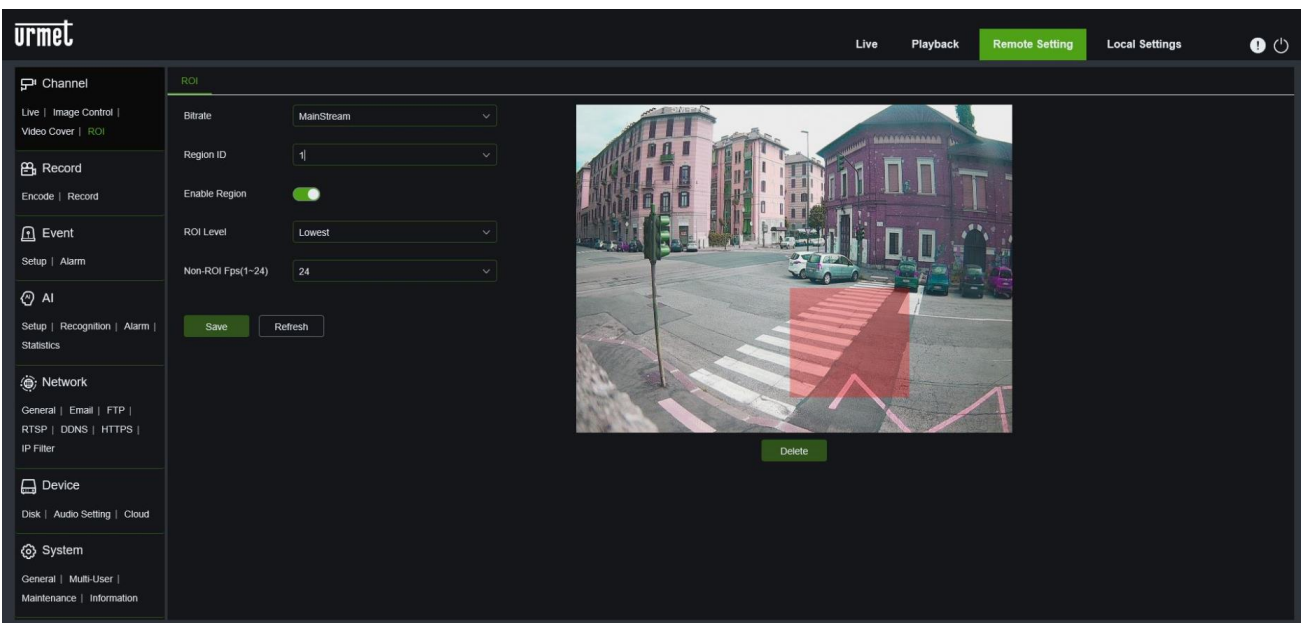 urmet
Live Playback Remote Setting Local Settings
Channel
Live | Image Control |
Video Cover | ROI
Record
Encode | Record
Event
Setup | Alarm
AI
Setup | Recognition | Alarm |
Statistics
Network
General | Email | FTP |
RTSP | DDNS | HTTPS |
IP Filter
Device
Disk | Audio Setting | Cloud
System
General | Multi-User |
Maintenance | Information
ROI
Bitrate MainStream
Region ID 1
Enable Region
ROI Level Lowest
Non-ROI Fps(1~24) 24
Save Refresh
Delete